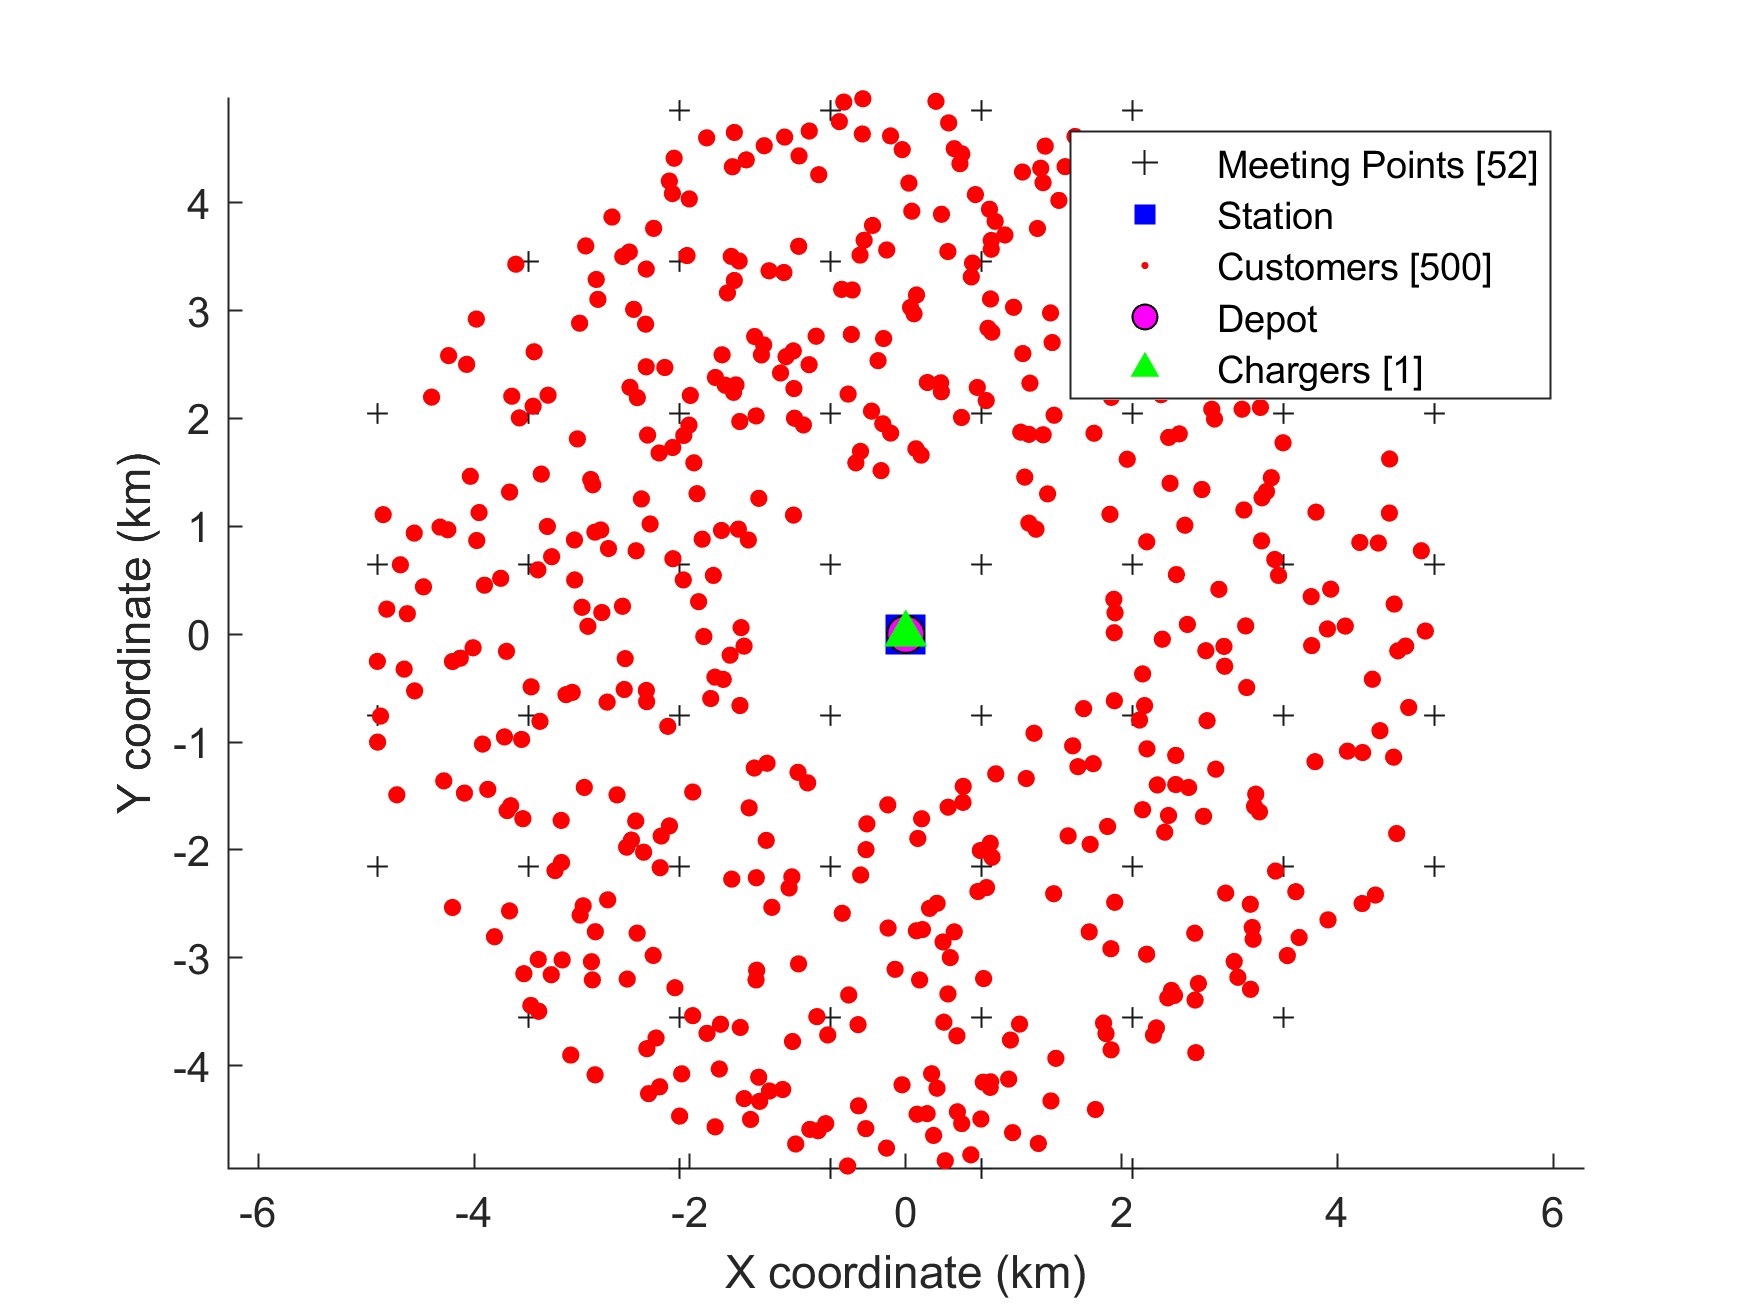 Meeting Points [52]
Station
Customers [500]
Depot
Chargers [1]
4
3
2
1
0
-1
-2
-3
-4
Y coordinate (km)
-6
-4
-2
0
2
4
6
X coordinate (km)